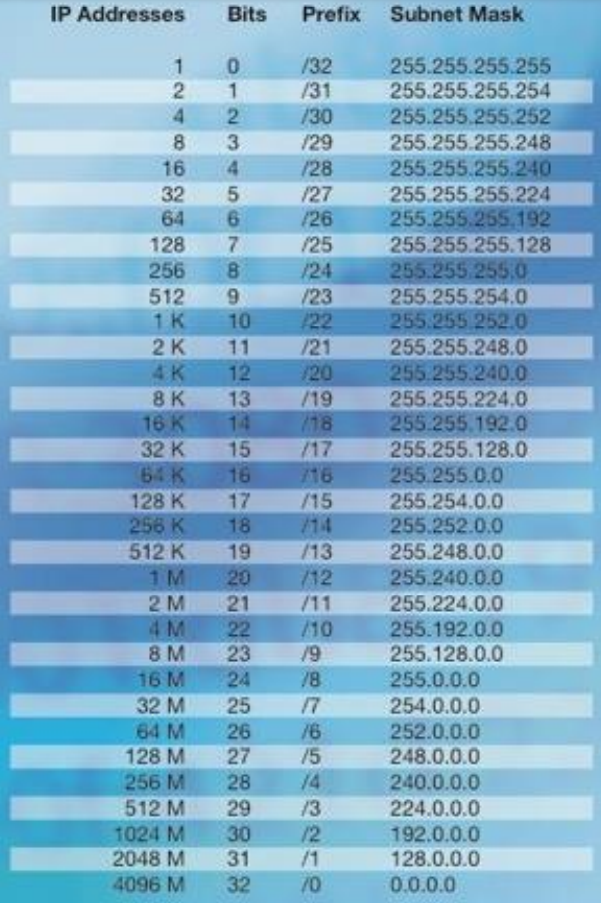 IP Addresses Bits Prefix Subnet Mask
1 0 /32 255.255.255.255
2 1 /31 255.255.255.254
4 2 /30 255.255.255.252
8 3 /29 255.255.255.248
16 4 /28 255.255.255.240
32 5 /27 255.255.255.224
64 6 /26 255.255.255.192
128 7 /25 255.255.255.128
256 8 /24 255.255.255.0
512 9 /23 255.255.254.0
1 K 10 /22 255.255.252.0
2 K 11 /21 255.255.248.0
4 K 12 /20 255.255.240.0
8 K 13 /19 255.255.224.0
16 K 14 /18 255.255.192.0
32 K 15 /17 255.255.128.0
64 K 16 /16 255.255.0.0
128 K 17 /15 255.254.0.0
256 K 18 /14 255.252.0.0
512 K 19 /13 255.248.0.0
1 M 20 /12 255.240.0.0
2 M 21 /11 255.224.0.0
4 M 22 /10 255.192.0.0
8 M 23 /9 255.128.0.0
16 M 24 /8 255.0.0.0
32 M 25 /7 254.0.0.0
64 M 26 /6 252.0.0.0
128 M 27 /5 248.0.0.0
256 M 28 /4 240.0.0.0
512 M 29 /3 224.0.0.0
1024 M 30 /2 192.0.0.0
2048 M 31 /1 128.0.0.0
4096 M 32 /0 0.0.0.0